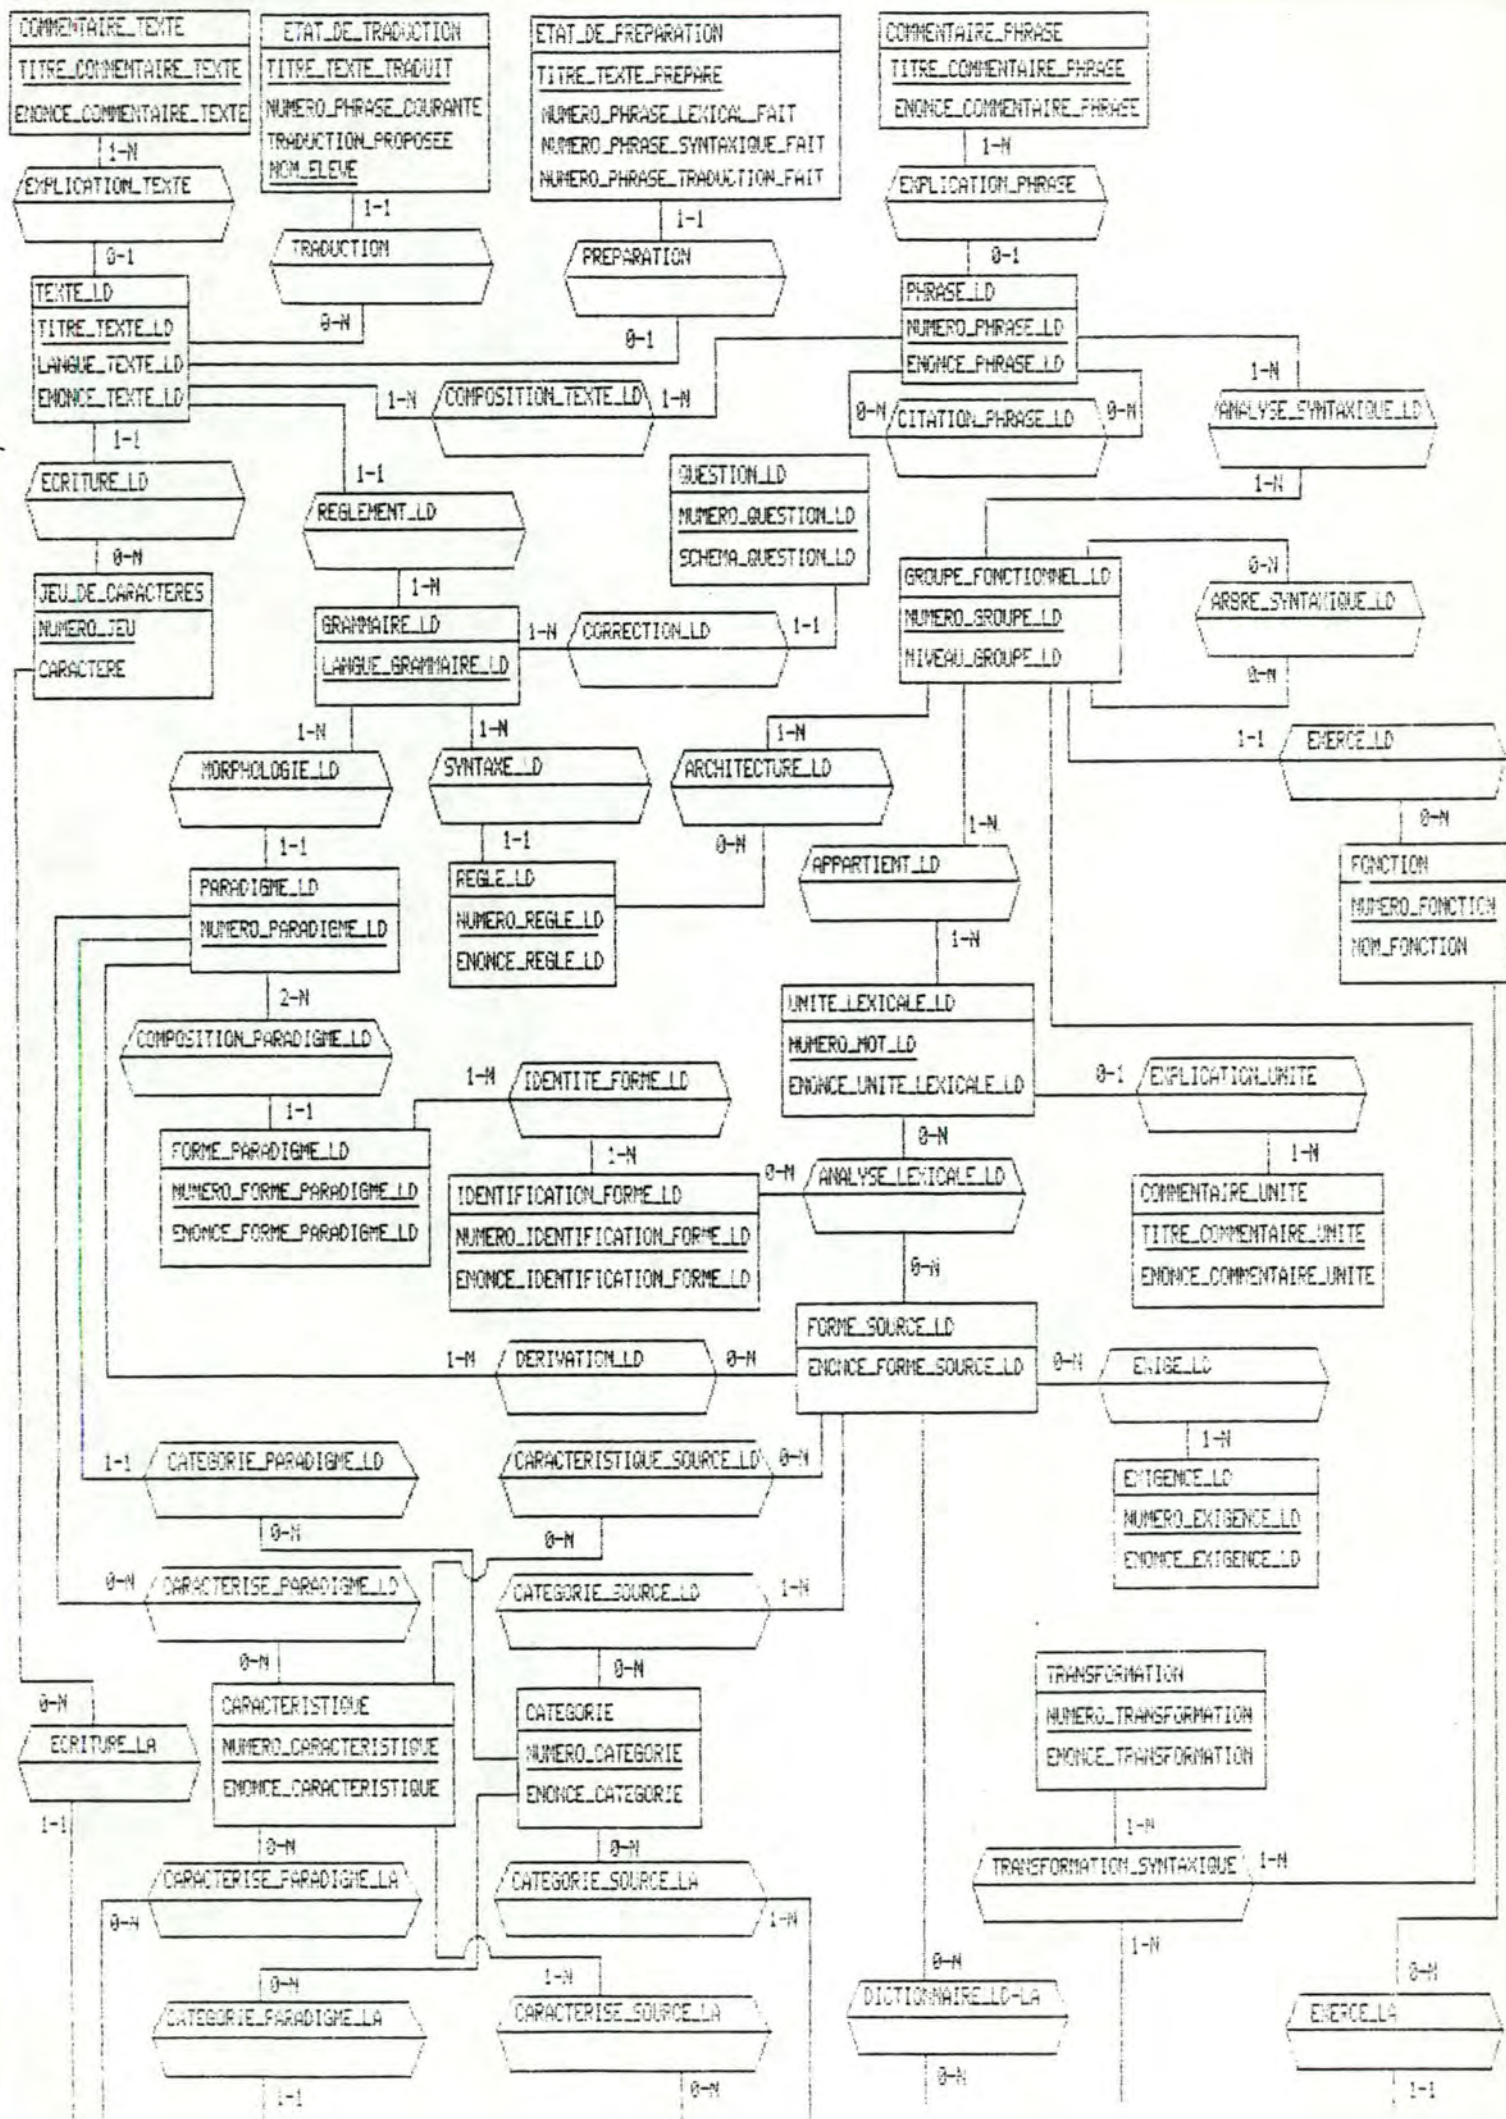 COMMENTAIRE_TEXTE
TITRE_COMMENTAIRE_TEXTE
ENONCE_COMMENTAIRE_TEXTE
ETAT_DE_TRADUCTION
TITRE_TEXTE_TRADUIT
NUMERO_PHRASE_COURANTE
TRADUCTION_PROPOSEE
NOM_ELEVE
ETAT_DE_PREPARATION
TITRE_TEXTE_PREPARE
NUMERO_PHRASE_LEXICAL_FAIT
NUMERO_PHRASE_SYNTAXIQUE_FAIT
NUMERO_PHRASE_TRADUCTION_FAIT
COMMENTAIRE_PHRASE
TITRE_COMMENTAIRE_PHRASE
ENONCE_COMMENTAIRE_PHRASE
1-N
EXPLICATION_TEXTE
0-1
1-1
TRADUCTION
0-N
1-1
PREPARATION
0-1
1-N
EXPLICATION_PHRASE
0-1
TEXTE_LD
TITRE_TEXTE_LD
LANGUE_TEXTE_LD
ENONCE_TEXTE_LD
PHRASE_LD
NUMERO_PHRASE_LD
ENONCE_PHRASE_LD
1-N COMPOSITION_TEXTE_LD 1-N
0-N CITATION_PHRASE_LD 0-N
1-N
ANALYSE_SYNTAXIQUE_LD
1-N
1-1
ECRITURE_LD
0-N
1-1
REGLEMENT_LD
1-N
QUESTION_LD
NUMERO_QUESTION_LD
SCHEMA_QUESTION_LD
JEU_DE_CARACTERES
NUMERO_JEU
CARACTERE
GRAMMAIRE_LD
LANGUE_GRAMMAIRE_LD
1-N CORRECTION_LD 1-1
GROUPE_FONCTIONNEL_LD
NUMERO_GROUPE_LD
NIVEAU_GROUPE_LD
0-N
ARBRE_SYNTAXIQUE_LD
0-N
1-N
MORPHOLOGIE_LD
1-1
1-N
SYNTAXE_LD
1-1
1-N
ARCHITECTURE_LD
0-N
1-N
APPARTIENT_LD
1-N
1-1 EXERCE_LD
0-N
PARADIGME_LD
NUMERO_PARADIGME_LD
REGLE_LD
NUMERO_REGLE_LD
ENONCE_REGLE_LD
FONCTION
NUMERO_FONCTION
NOM_FONCTION
2-N
COMPOSITION_PARADIGME_LD
1-1
1-N IDENTITE_FORME_LD
1-N
UNITE_LEXICALE_LD
NUMERO_MOT_LD
ENONCE_UNITE_LEXICALE_LD
0-1 EXPLICATION_UNITE
1-N
FORME_PARADIGME_LD
NUMERO_FORME_PARADIGME_LD
ENONCE_FORME_PARADIGME_LD
IDENTIFICATION_FORME_LD
NUMERO_IDENTIFICATION_FORME_LD
ENONCE_IDENTIFICATION_FORME_LD
0-N
0-N ANALYSE_LEXICALE_LD
0-N
COMMENTAIRE_UNITE
TITRE_COMMENTAIRE_UNITE
ENONCE_COMMENTAIRE_UNITE
FORME_SOURCE_LD
ENONCE_FORME_SOURCE_LD
1-N DERIVATION_LD 0-N
0-N EXIGE_LD
1-N
1-1 CATEGORIE_PARADIGME_LD
0-N
CARACTERISTIQUE_SOURCE_LD 0-N
0-N
EXIGENCE_LD
NUMERO_EXIGENCE_LD
ENONCE_EXIGENCE_LD
0-N CARACTERISE_PARADIGME_LD
0-N
CATEGORIE_SOURCE_LD 1-N
0-N
0-N
ECRITURE_LA
1-1
CARACTERISTIQUE
NUMERO_CARACTERISTIQUE
ENONCE_CARACTERISTIQUE
CATEGORIE
NUMERO_CATEGORIE
ENONCE_CATEGORIE
TRANSFORMATION
NUMERO_TRANSFORMATION
ENONCE_TRANSFORMATION
0-N
CARACTERISE_PARADIGME_LA
0-N
0-N
CATEGORIE_SOURCE_LA
1-N
1-N
TRANSFORMATION_SYNTAXIQUE 1-N
1-N
0-N
CATEGORIE_PARADIGME_LA
1-1
1-N
CARACTERISE_SOURCE_LA
0-N
0-N
DICTIONNAIRE_LD-LA
0-N
0-N
EXERCE_LA
1-1